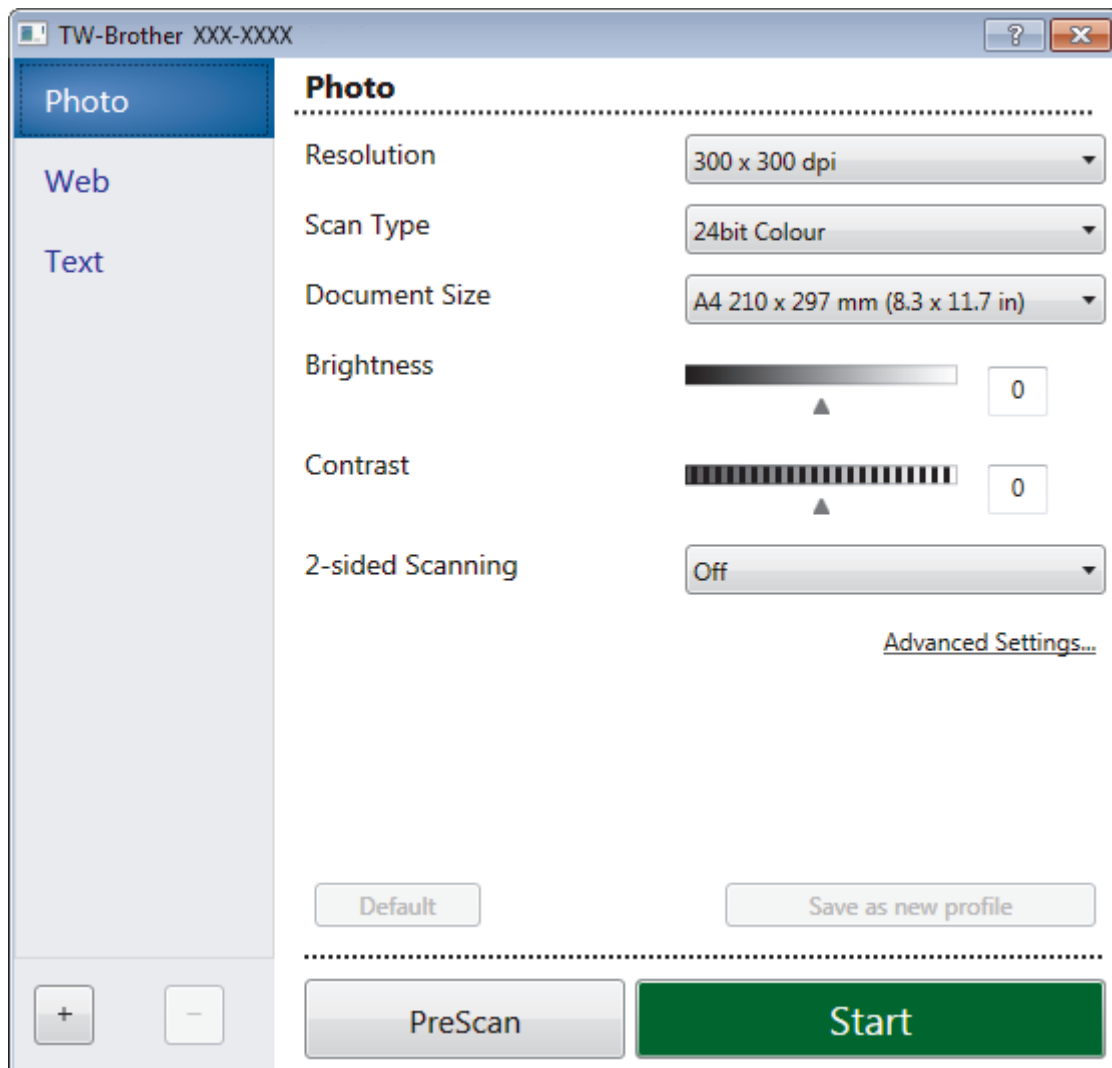 TW-Brother XXX-XXXX
?
Photo
Web
Text
Photo
Resolution
300 x 300 dpi
Scan Type
24bit Colour
Document Size
A4 210 x 297 mm (8.3 x 11.7 in)
Brightness
0
Contrast
0
2-sided Scanning
Off
Advanced Settings...
Default
Save as new profile
+
−
PreScan
Start